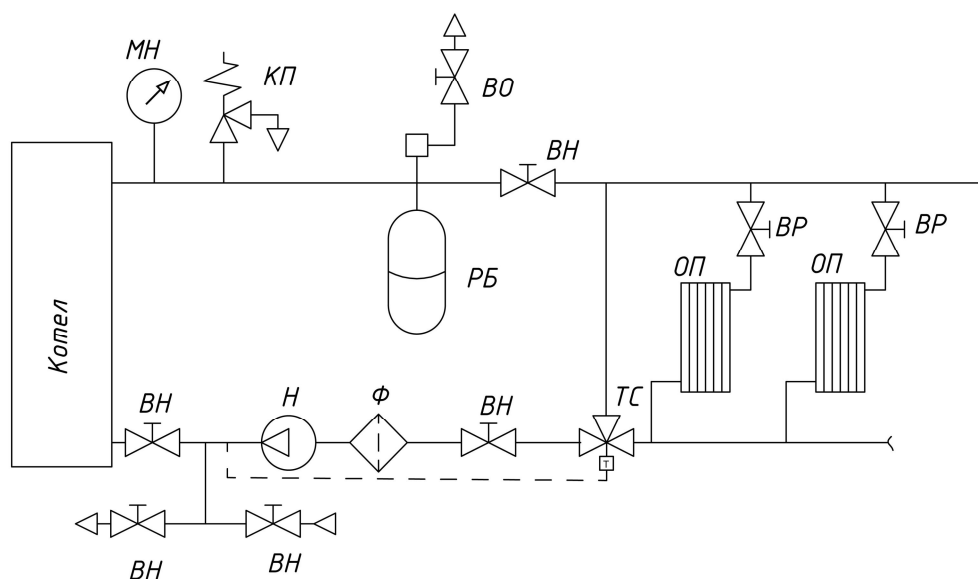 МН
КП
ВО
ВН
ВР
ВР
ОП
ОП
РБ
Котел
ВН
Н
Ф
ВН
ТС
Т
ВН
ВН